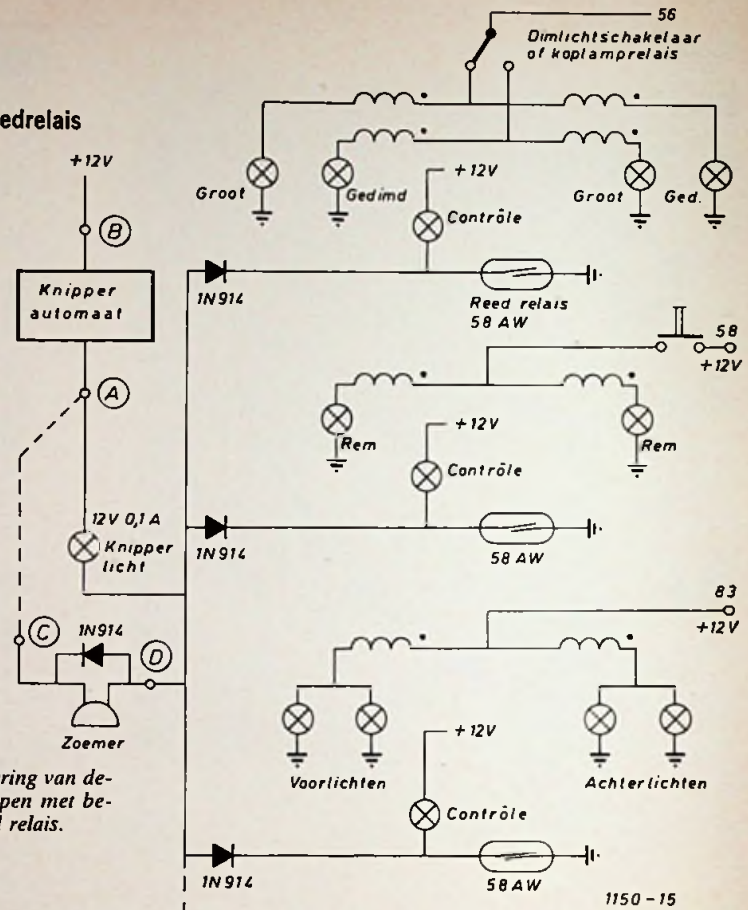 edrelais
56
Dimlichtschakelaar
of koplamprelais
+12V
B
Knipper
automaat
A
12V 0,1 A
Knipper
licht
C
1N914
D
Zoemer
ering van de-
pen met be-
relais.
Groot
Gedimd
Groot
Ged.
+12V
Contrôle
1N914
Reed relais
58 AW
58
+12V
Rem
Rem
+12V
Contrôle
1N914
58 AW
83
+12V
Voorlichten
Achterlichten
+12V
Contrôle
1N914
58 AW
1150-15